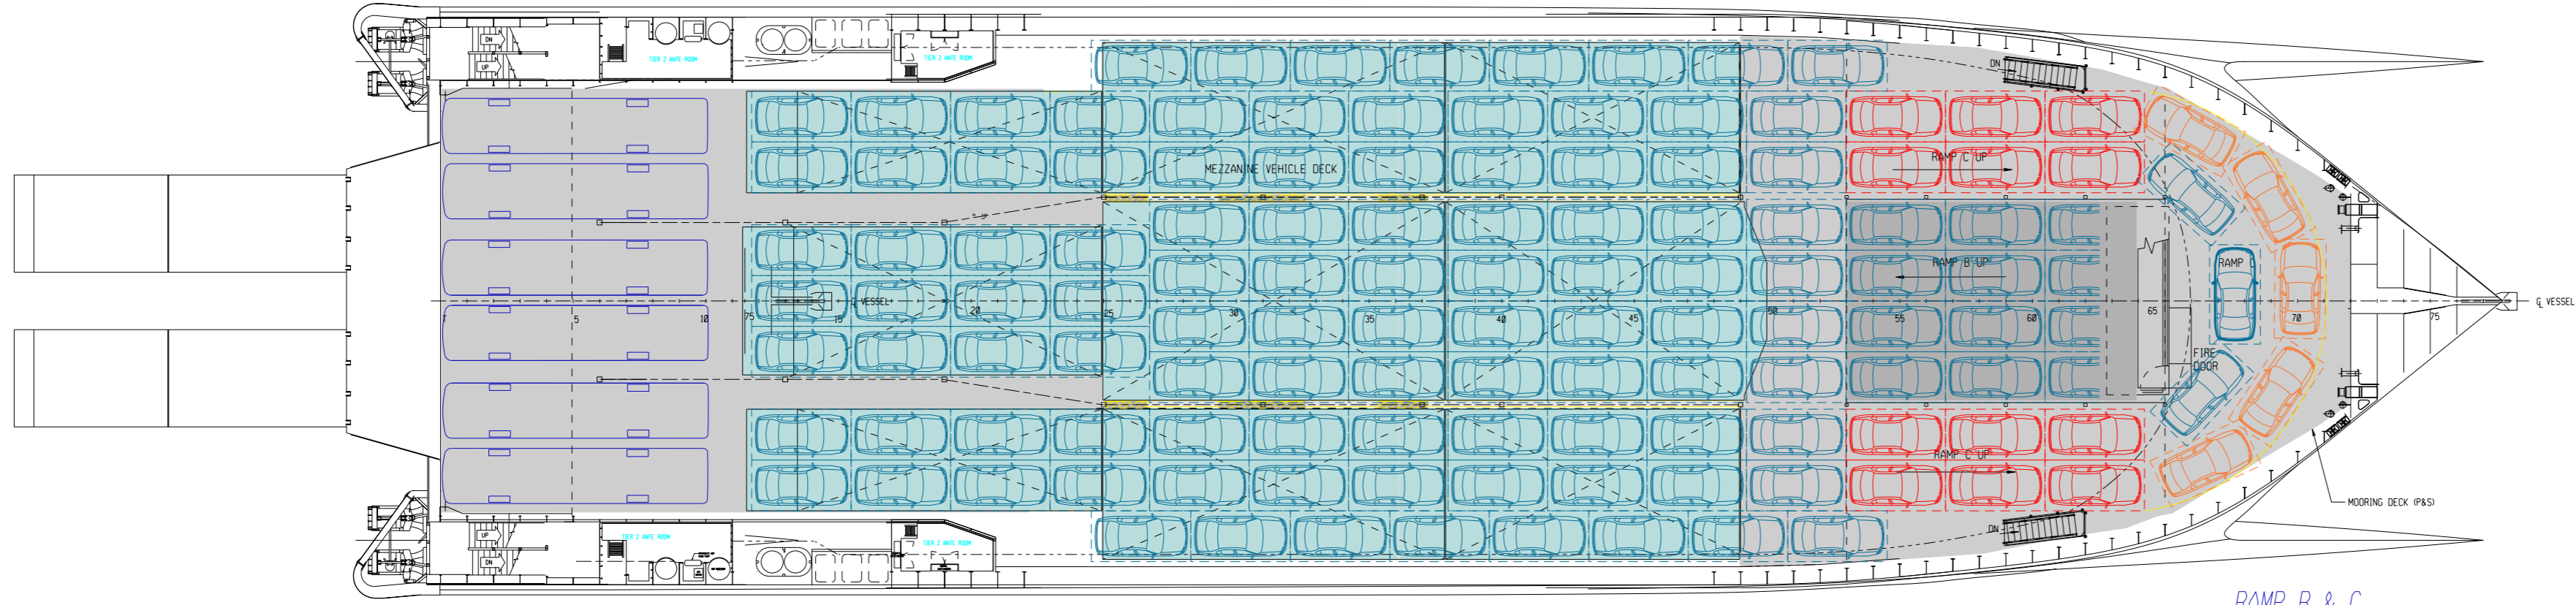 DN
UP
TIER 2 ANTE ROOM
TIER 2 ANTE ROOM
DN
MEZZANINE VEHICLE DECK
RAMP C UP
RAMP B UP
RAMP D
℄ VESSEL
℄ VESSEL
1
5
10
75
15
20
25
30
35
40
45
50
55
60
65
70
75
FIRE
DOOR
RAMP C UP
MOORING DECK (P&S)
UP
DN
TIER 2 ANTE ROOM
TIER 2 ANTE ROOM
DN
RAMP B & C